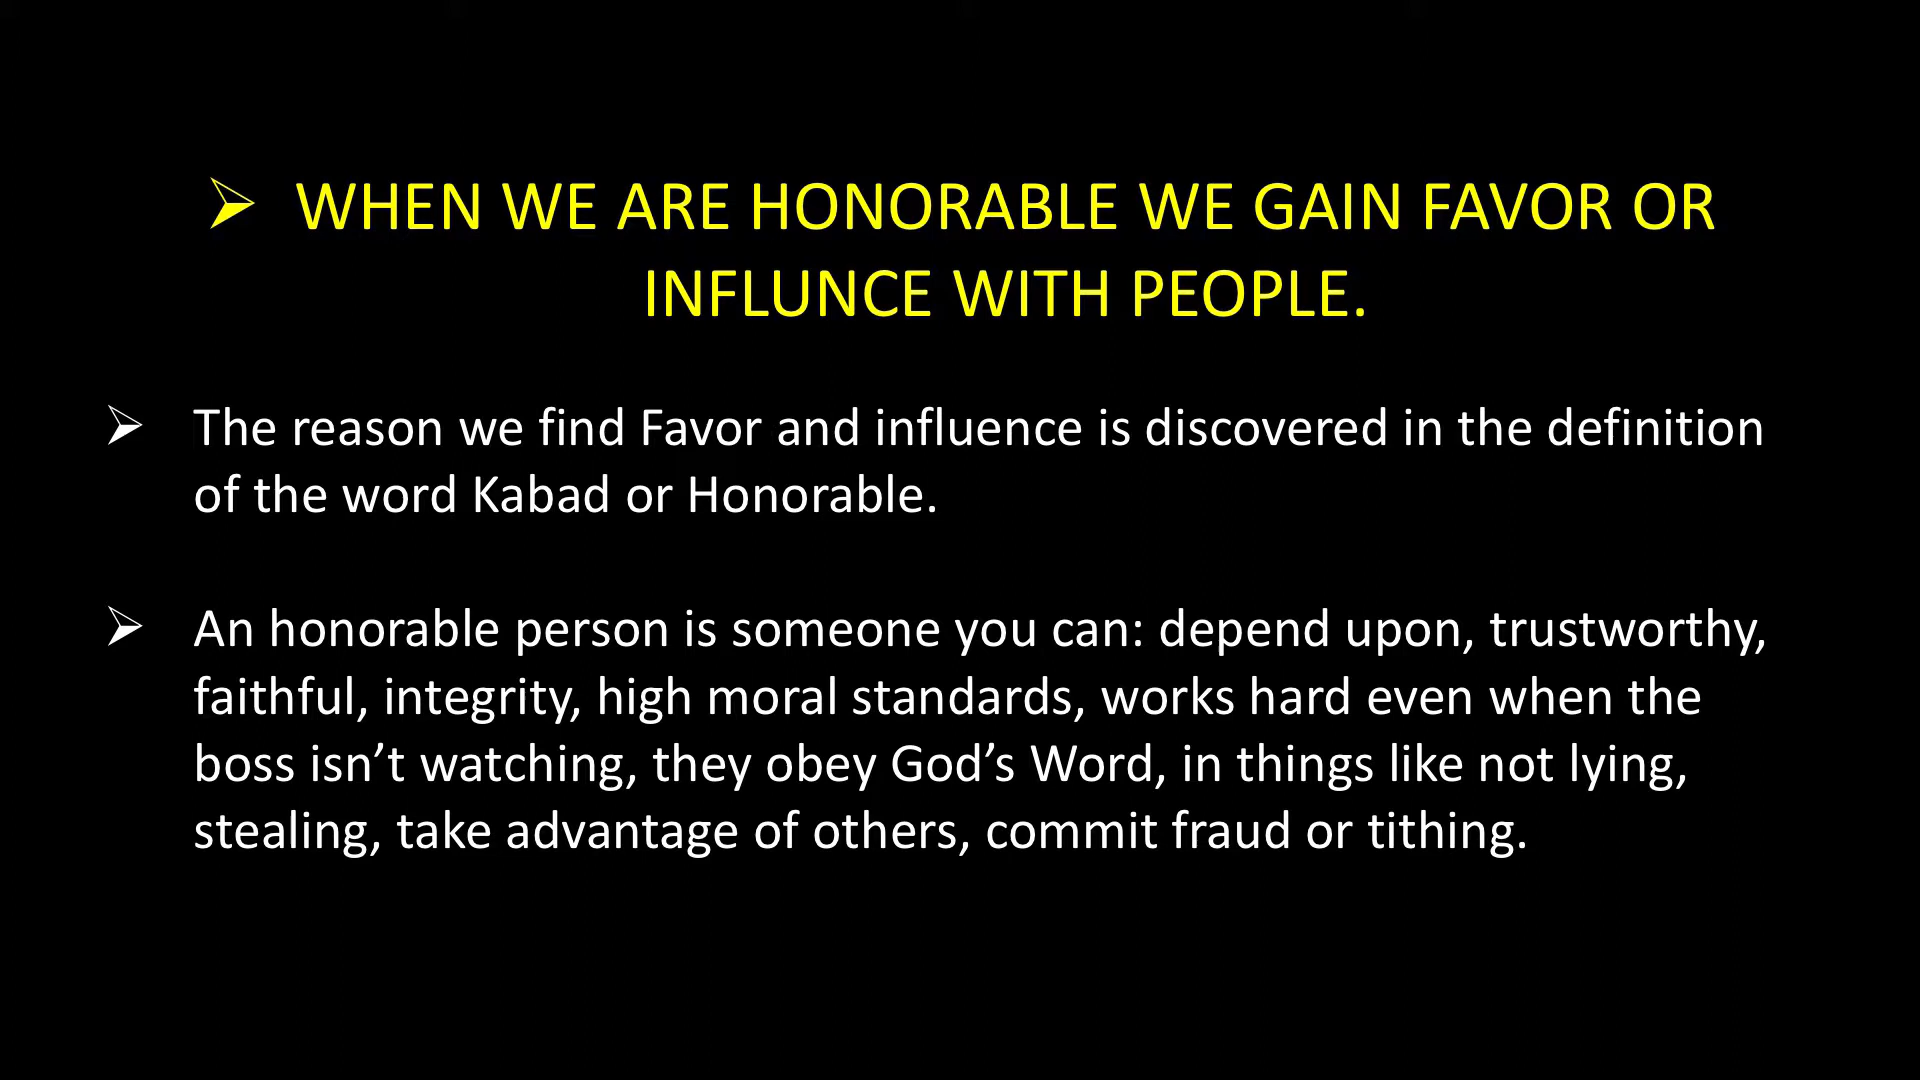 ➢ WHEN WE ARE HONORABLE WE GAIN FAVOR OR
INFLUNCE WITH PEOPLE.
➢ The reason we find Favor and influence is discovered in the definition
of the word Kabad or Honorable.
➢ An honorable person is someone you can: depend upon, trustworthy,
faithful, integrity, high moral standards, works hard even when the
boss isn’t watching, they obey God’s Word, in things like not lying,
stealing, take advantage of others, commit fraud or tithing.